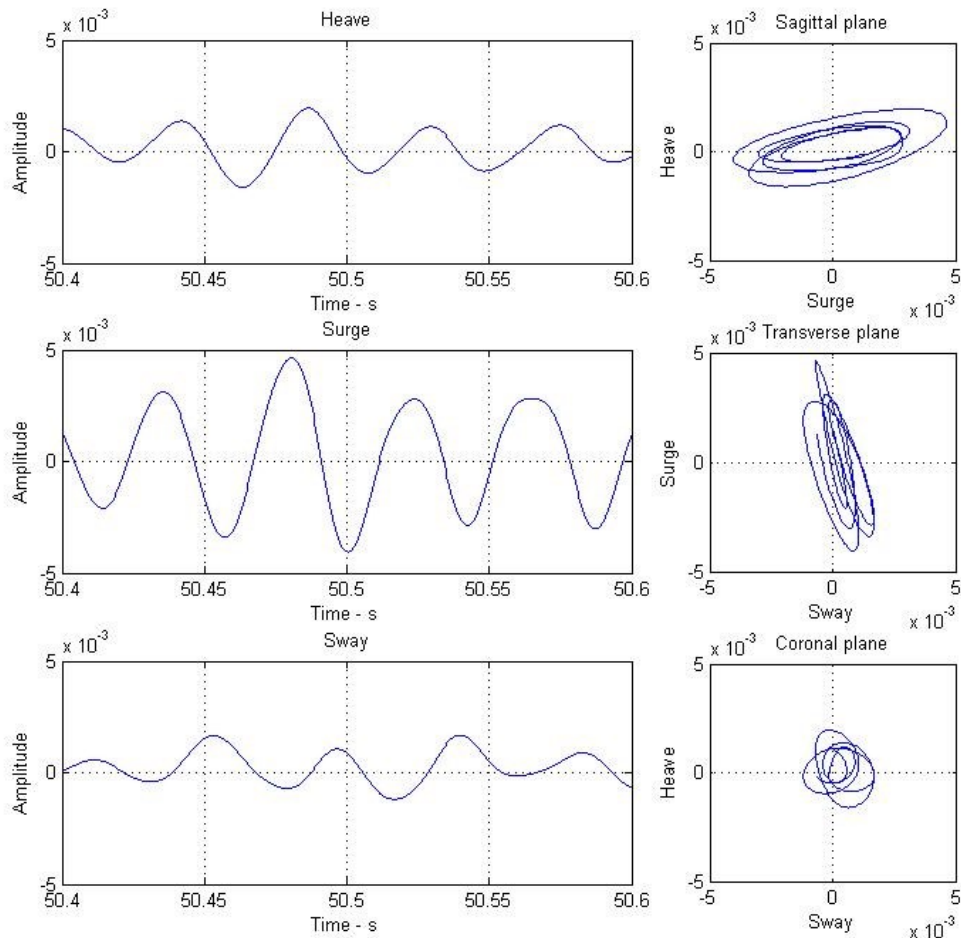 Heave
x 10⁻³
5
0
-5
Amplitude
50.4 50.45 50.5 50.55 50.6
Time - s
Sagittal plane
x 10⁻³
5
0
-5
Heave
-5 0 5
Surge
x 10⁻³
Surge
x 10⁻³
5
0
-5
Amplitude
50.4 50.45 50.5 50.55 50.6
Time - s
Transverse plane
x 10⁻³
5
0
-5
Surge
-5 0 5
Sway
x 10⁻³
Sway
x 10⁻³
5
0
-5
Amplitude
50.4 50.45 50.5 50.55 50.6
Time - s
Coronal plane
x 10⁻³
5
0
-5
Heave
-5 0 5
Sway
x 10⁻³